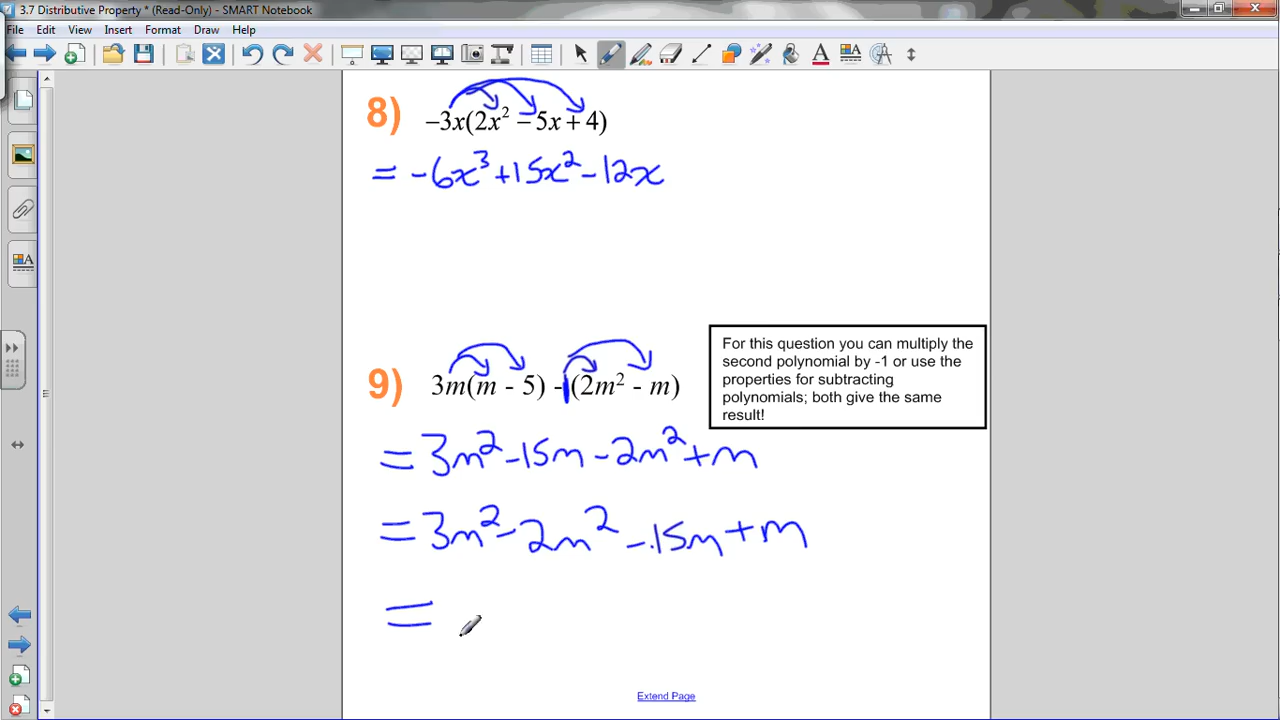 3.7 Distributive Property * (Read-Only) - SMART Notebook
File Edit View Insert Format Draw Help
8) −3x(2x² − 5x + 4)
= -6x³ + 15x² - 12x
9) 3m(m - 5) - 1(2m² - m)
For this question you can multiply the
second polynomial by -1 or use the
properties for subtracting
polynomials; both give the same
result!
= 3m² - 15m - 2m² + m
= 3m² - 2m² - 15m + m
=
Extend Page